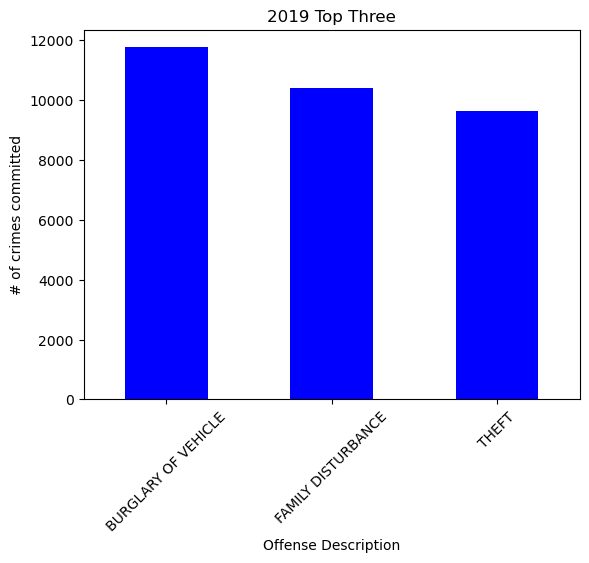 2019 Top Three
# of crimes committed
12000
10000
8000
6000
4000
2000
0
BURGLARY OF VEHICLE
FAMILY DISTURBANCE
THEFT
Offense Description